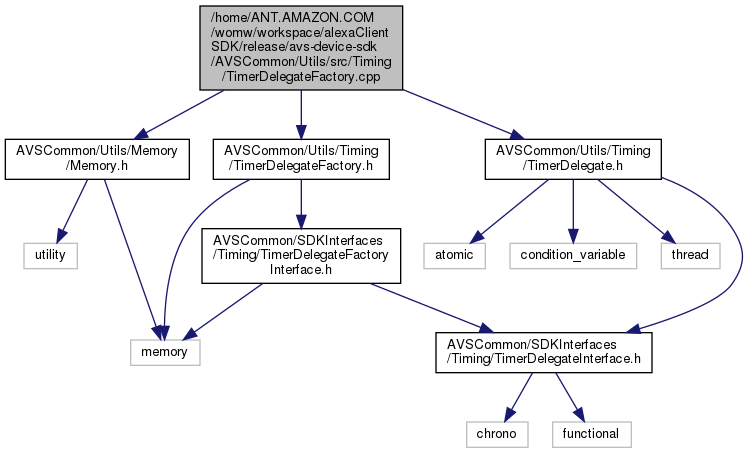 /home/ANT.AMAZON.COM
/womw/workspace/alexaClient
SDK/release/avs-device-sdk
/AVSCommon/Utils/src/Timing
/TimerDelegateFactory.cpp
AVSCommon/Utils/Memory
/Memory.h
AVSCommon/Utils/Timing
/TimerDelegateFactory.h
AVSCommon/Utils/Timing
/TimerDelegate.h
utility
AVSCommon/SDKInterfaces
/Timing/TimerDelegateFactory
Interface.h
atomic
condition_variable
thread
memory
AVSCommon/SDKInterfaces
/Timing/TimerDelegateInterface.h
chrono
functional